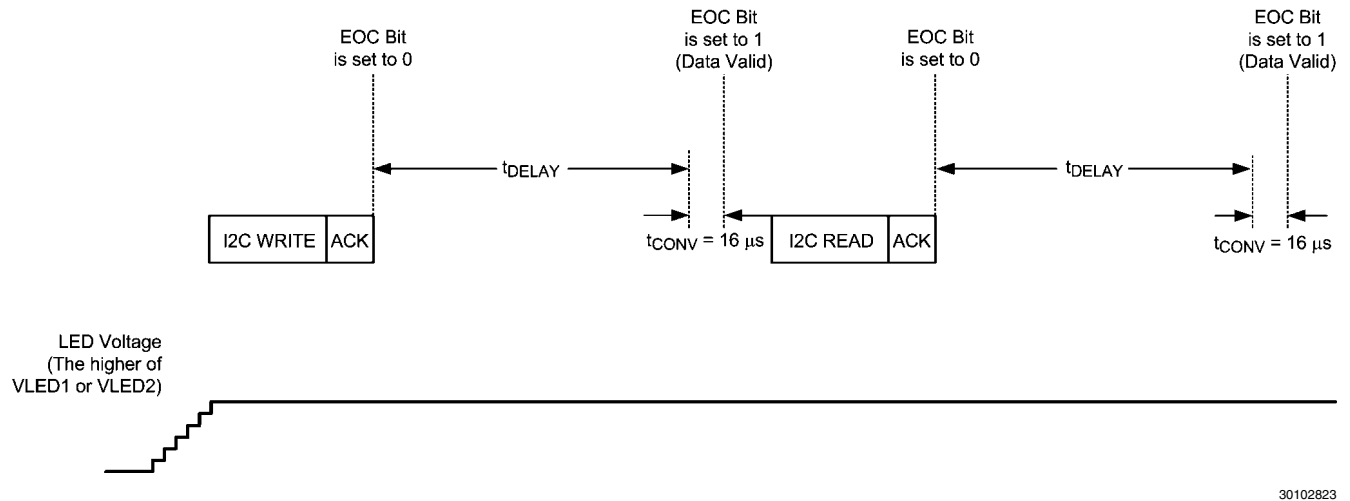 EOC Bit
is set to 0
EOC Bit
is set to 1
(Data Valid)
EOC Bit
is set to 0
EOC Bit
is set to 1
(Data Valid)
tDELAY
tDELAY
I2C WRITE ACK
tCONV = 16 μs
I2C READ ACK
tCONV = 16 μs
LED Voltage
(The higher of
VLED1 or VLED2)
30102823